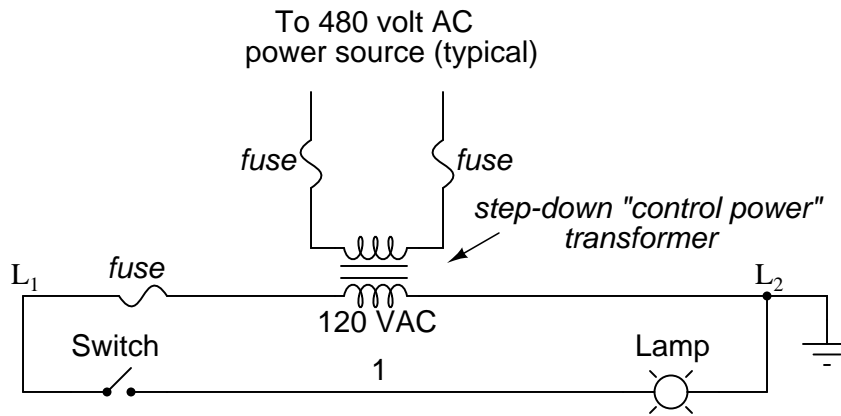 To 480 volt AC
power source (typical)
fuse
fuse
step-down "control power"
transformer
L1
fuse
L2
120 VAC
Switch
1
Lamp